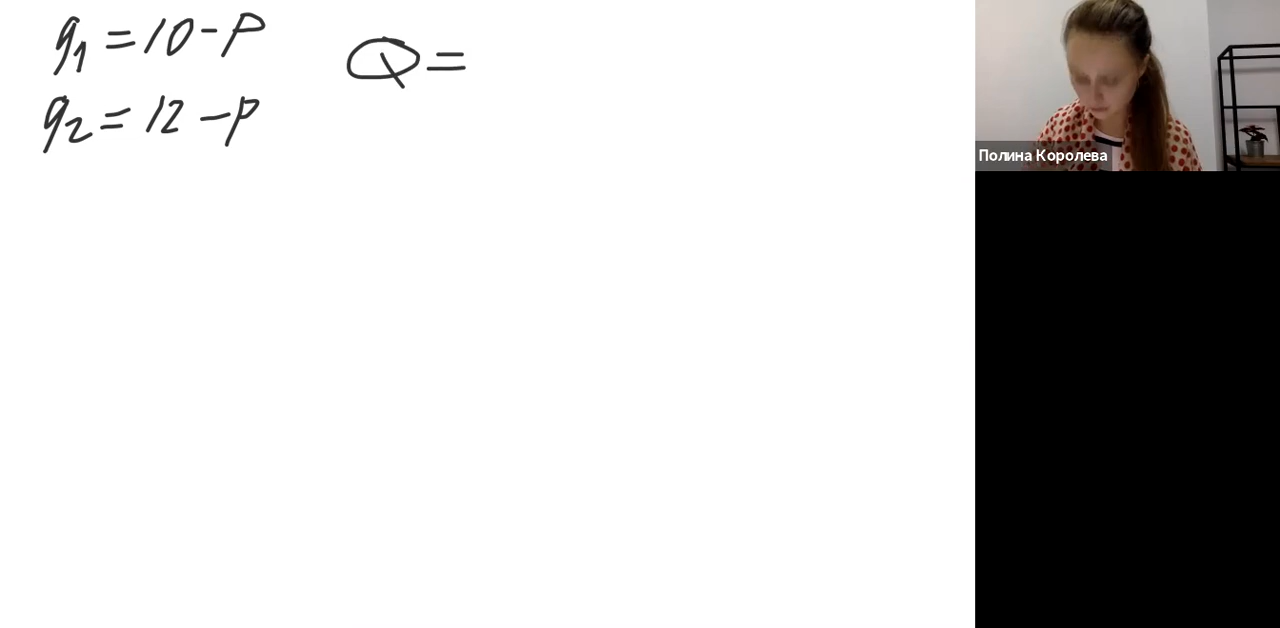 q1 = 10 - P
q2 = 12 - P
Q =
Полина Королева